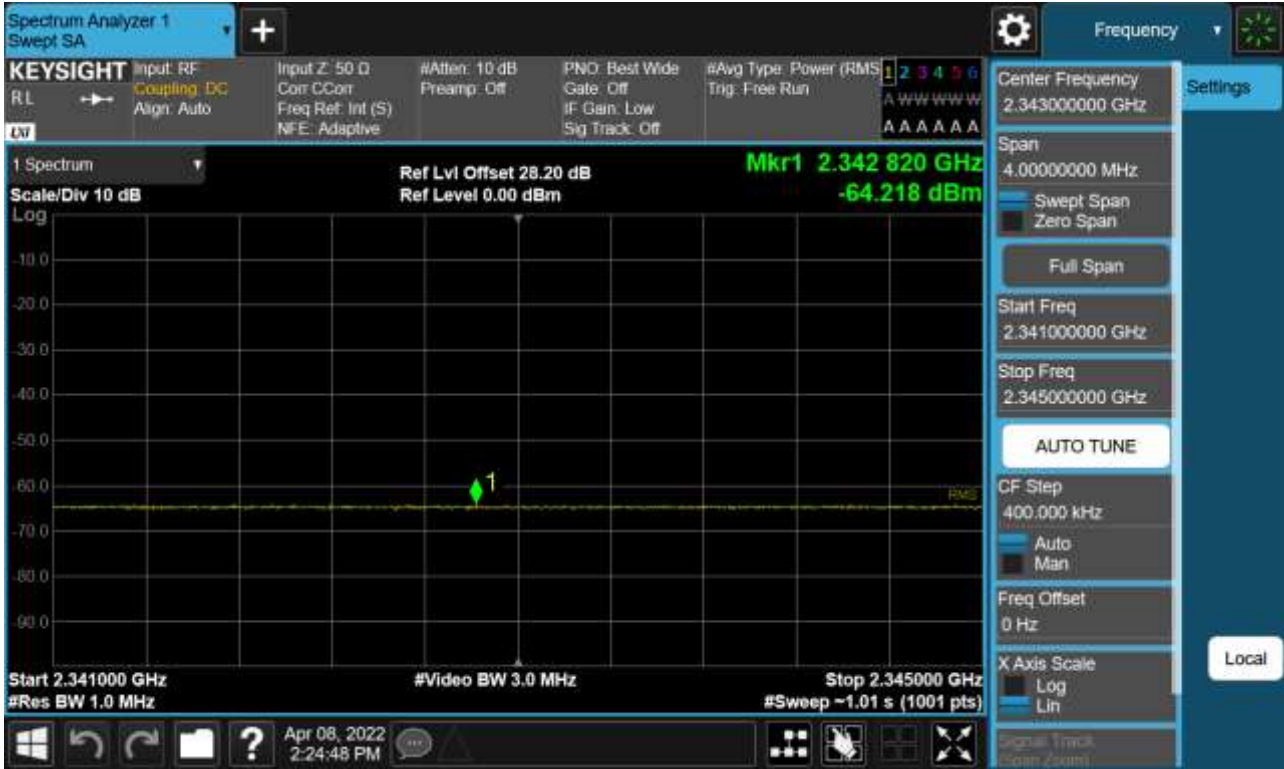 Spectrum Analyzer 1
Swept SA
+
Frequency
KEYSIGHT
RL
LXI
Input: RF
Coupling: DC
Align: Auto
Input Z: 50 Ω
Corr CCorr
Freq Ref: Int (S)
NFE: Adaptive
#Atten: 10 dB
Preamp: Off
PNO: Best Wide
Gate: Off
IF Gain: Low
Sig Track: Off
#Avg Type: Power (RMS
Trig: Free Run
1 2 3 4 5 6
A W W W W W
A A A A A A
1 Spectrum
Scale/Div 10 dB
Log
Ref Lvl Offset 28.20 dB
Ref Level 0.00 dBm
Mkr1 2.342 820 GHz
-64.218 dBm
-10.0
-20.0
-30.0
-40.0
-50.0
-60.0
-70.0
-80.0
-90.0
1
RMS
Start 2.341000 GHz
#Res BW 1.0 MHz
#Video BW 3.0 MHz
Stop 2.345000 GHz
#Sweep ~1.01 s (1001 pts)
Center Frequency
2.343000000 GHz
Span
4.00000000 MHz
Swept Span
Zero Span
Full Span
Start Freq
2.341000000 GHz
Stop Freq
2.345000000 GHz
AUTO TUNE
CF Step
400.000 kHz
Auto
Man
Freq Offset
0 Hz
X Axis Scale
Log
Lin
Signal Track
(Span Zoom)
Settings
Local
?
Apr 08, 2022
2:24:48 PM